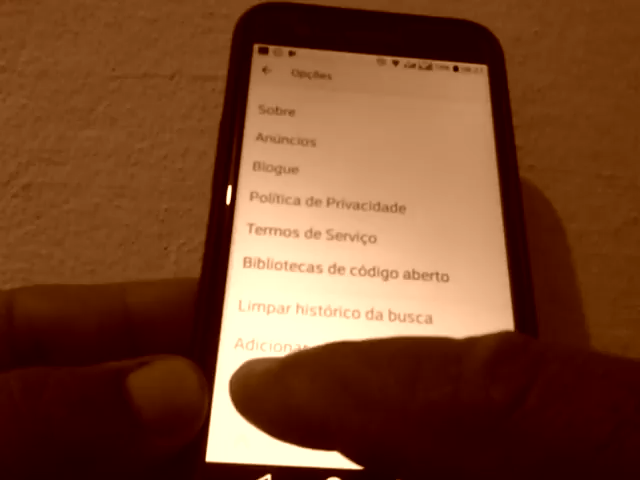 Opções
Sobre
Anúncios
Blogue
Política de Privacidade
Termos de Serviço
Bibliotecas de código aberto
Limpar histórico da busca
Adicionar